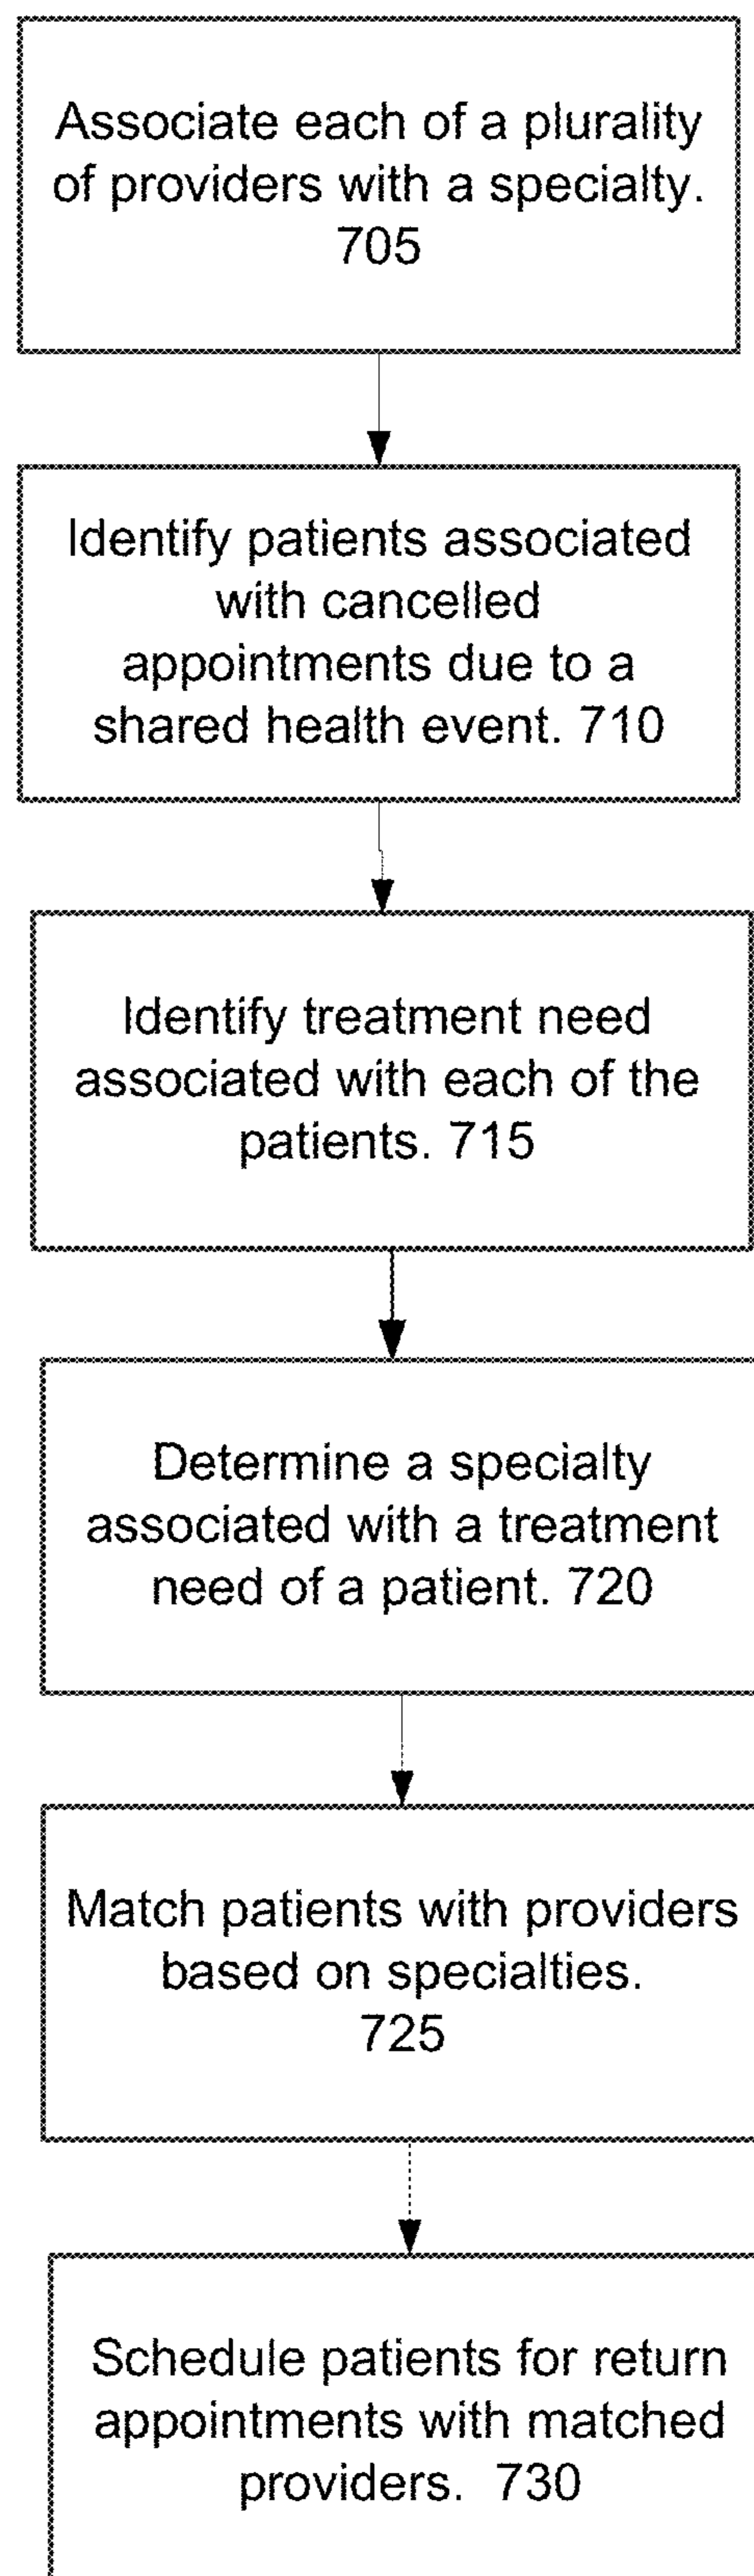 Associate each of a plurality
of providers with a specialty.
705
Identify patients associated
with cancelled
appointments due to a
shared health event. 710
Identify treatment need
associated with each of the
patients. 715
Determine a specialty
associated with a treatment
need of a patient. 720
Match patients with providers
based on specialties.
725
Schedule patients for return
appointments with matched
providers. 730